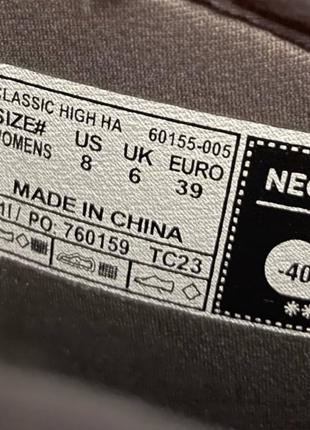 CLASSIC HIGH HA 60155-005
SIZE# US UK EURO
WOMENS 8 6 39
MADE IN CHINA
PO: 760159 TC23
-40
**